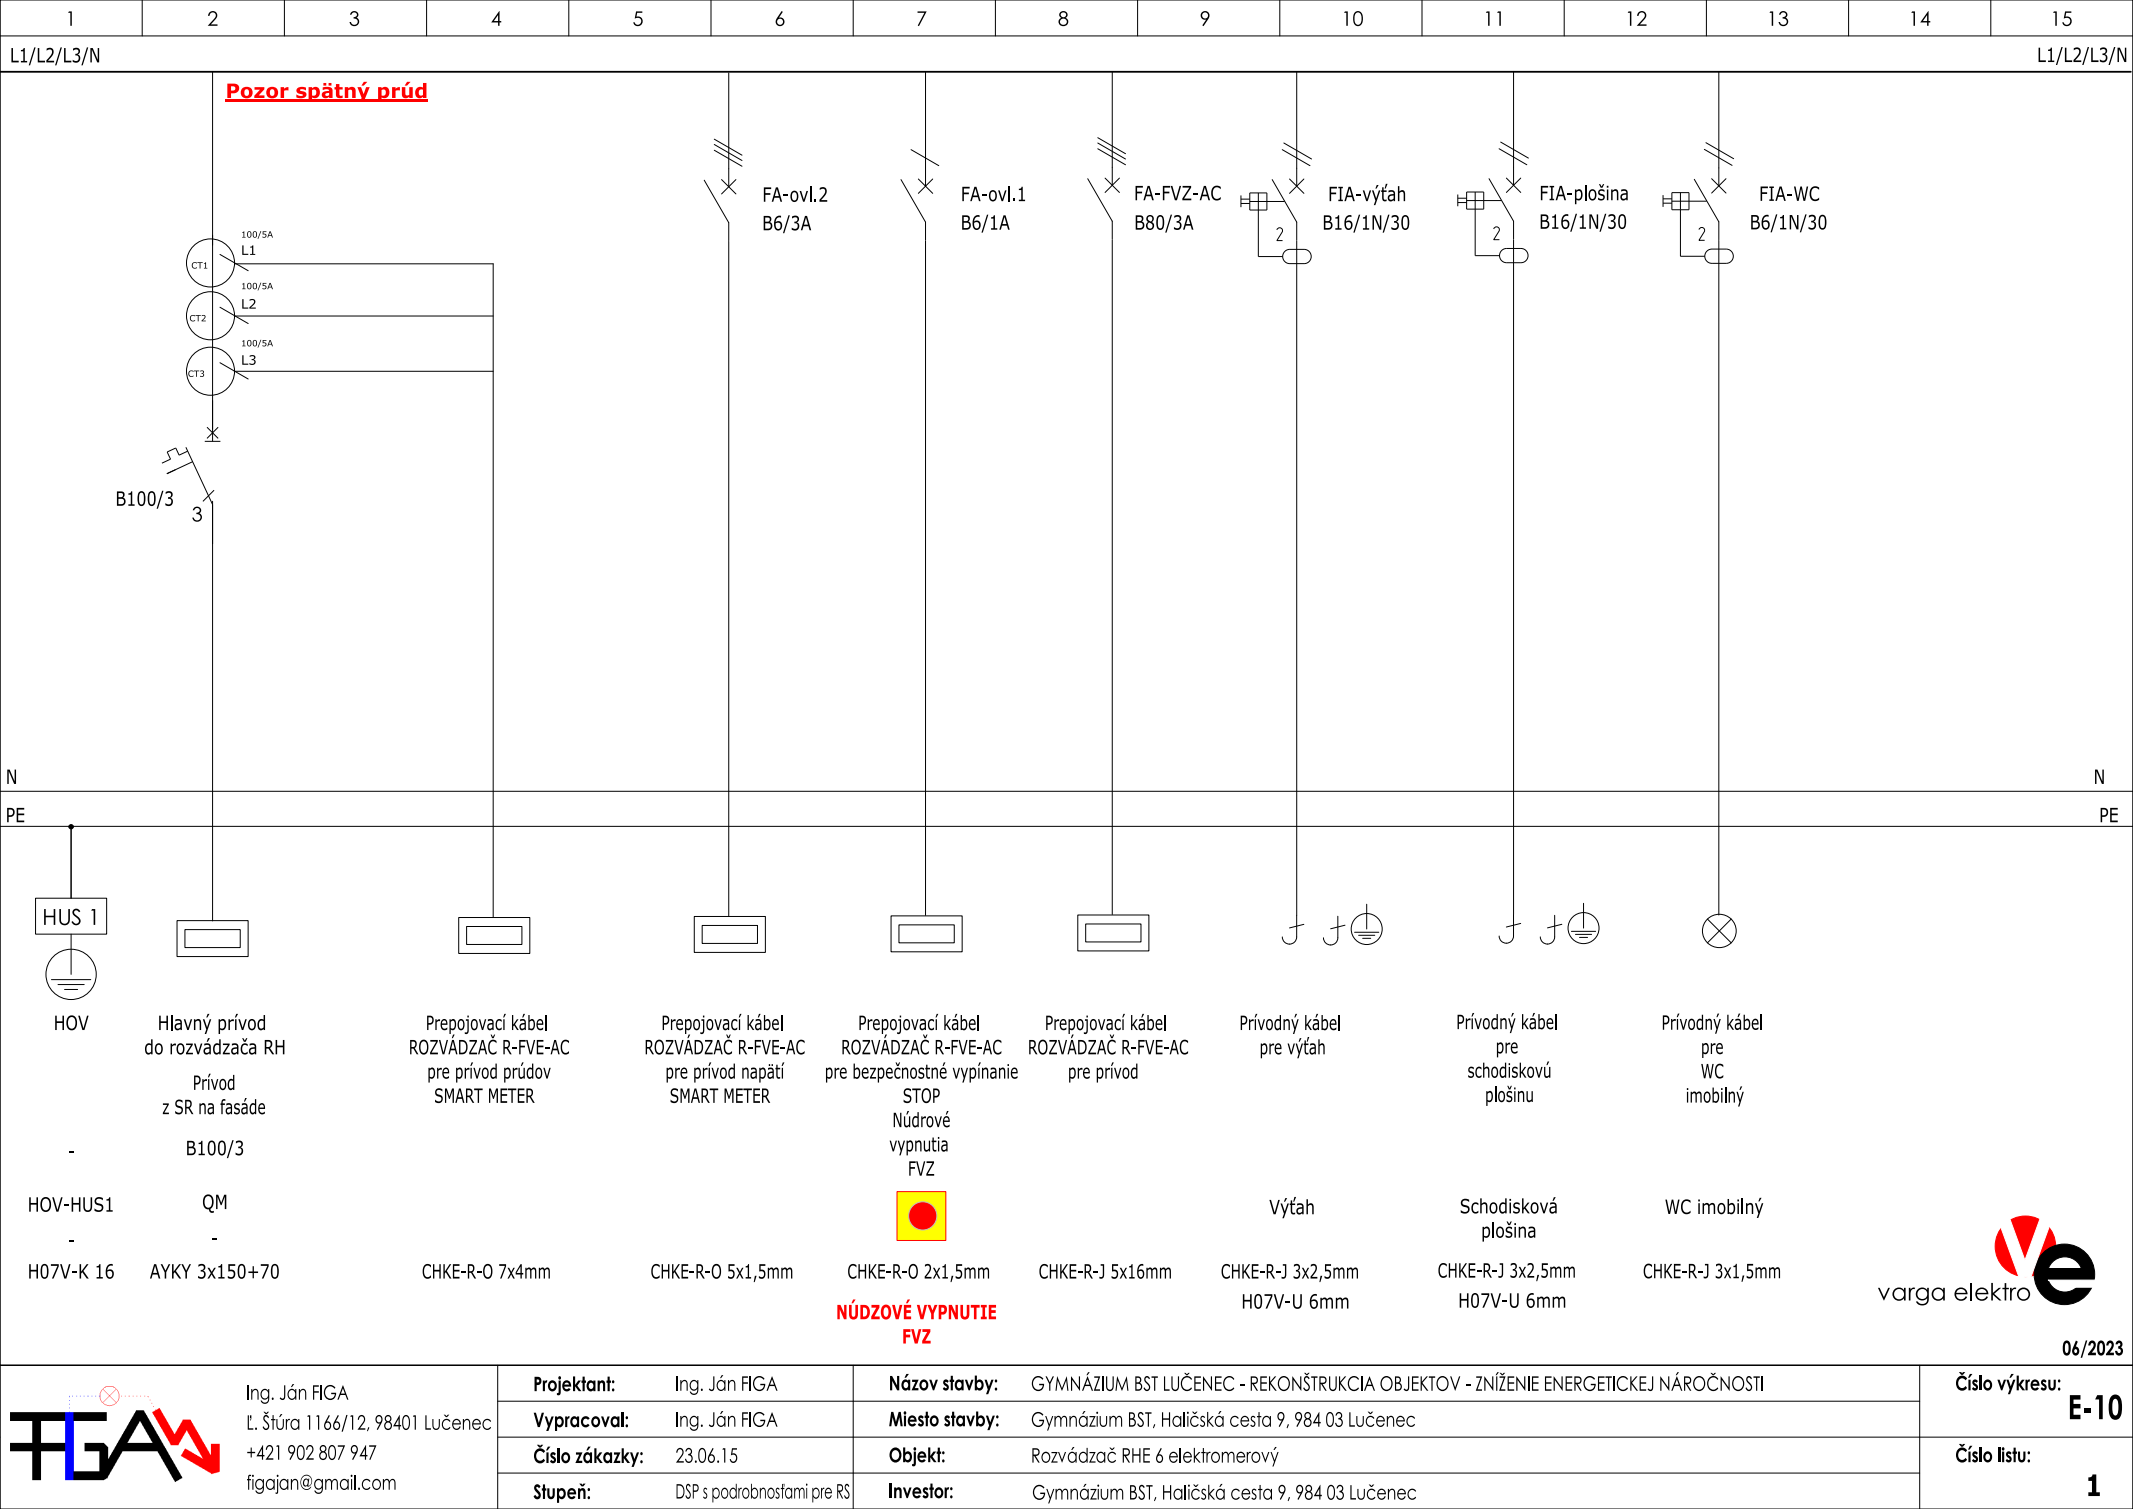 1 2 3 4 5 6 7 8 9 10 11 12 13 14 15
L1/L2/L3/N L1/L2/L3/N
Pozor spätný prúd
FA-ovl.2
B6/3A
FA-ovl.1
B6/1A
FA-FVZ-AC
B80/3A
FIA-výťah
B16/1N/30
2
FIA-plošina
B16/1N/30
2
FIA-WC
B6/1N/30
2
100/5A
L1
CT1
100/5A
L2
CT2
100/5A
L3
CT3
B100/3
3
N N
PE PE
HUS 1
HOV
-
HOV-HUS1
-
H07V-K 16
Hlavný prívod
do rozvádzača RH
Prívod
z SR na fasáde
B100/3
QM
-
AYKY 3x150+70
Prepojovací kábel
ROZVÁDZAČ R-FVE-AC
pre prívod prúdov
SMART METER
CHKE-R-O 7x4mm
Prepojovací kábel
ROZVÁDZAČ R-FVE-AC
pre prívod napätí
SMART METER
CHKE-R-O 5x1,5mm
Prepojovací kábel
ROZVÁDZAČ R-FVE-AC
pre bezpečnostné vypínanie
STOP
Núdrové
vypnutia
FVZ
CHKE-R-O 2x1,5mm
NÚDZOVÉ VYPNUTIE
FVZ
Prepojovací kábel
ROZVÁDZAČ R-FVE-AC
pre prívod
CHKE-R-J 5x16mm
Prívodný kábel
pre výťah
Výťah
CHKE-R-J 3x2,5mm
H07V-U 6mm
Prívodný kábel
pre
schodiskovú
plošinu
Schodisková
plošina
CHKE-R-J 3x2,5mm
H07V-U 6mm
Prívodný kábel
pre
WC
imobilný
WC imobilný
CHKE-R-J 3x1,5mm
ve
varga elektro
06/2023
FIGA
Ing. Ján FIGA
Ľ. Štúra 1166/12, 98401 Lučenec
+421 902 807 947
figajan@gmail.com
Projektant: Ing. Ján FIGA
Vypracoval: Ing. Ján FIGA
Číslo zákazky: 23.06.15
Stupeň: DSP s podrobnosťami pre RS
Názov stavby: GYMNÁZIUM BST LUČENEC - REKONŠTRUKCIA OBJEKTOV - ZNÍŽENIE ENERGETICKEJ NÁROČNOSTI
Miesto stavby: Gymnázium BST, Haličská cesta 9, 984 03 Lučenec
Objekt: Rozvádzač RHE 6 elektromerový
Investor: Gymnázium BST, Haličská cesta 9, 984 03 Lučenec
Číslo výkresu:
E-10
Číslo listu:
1